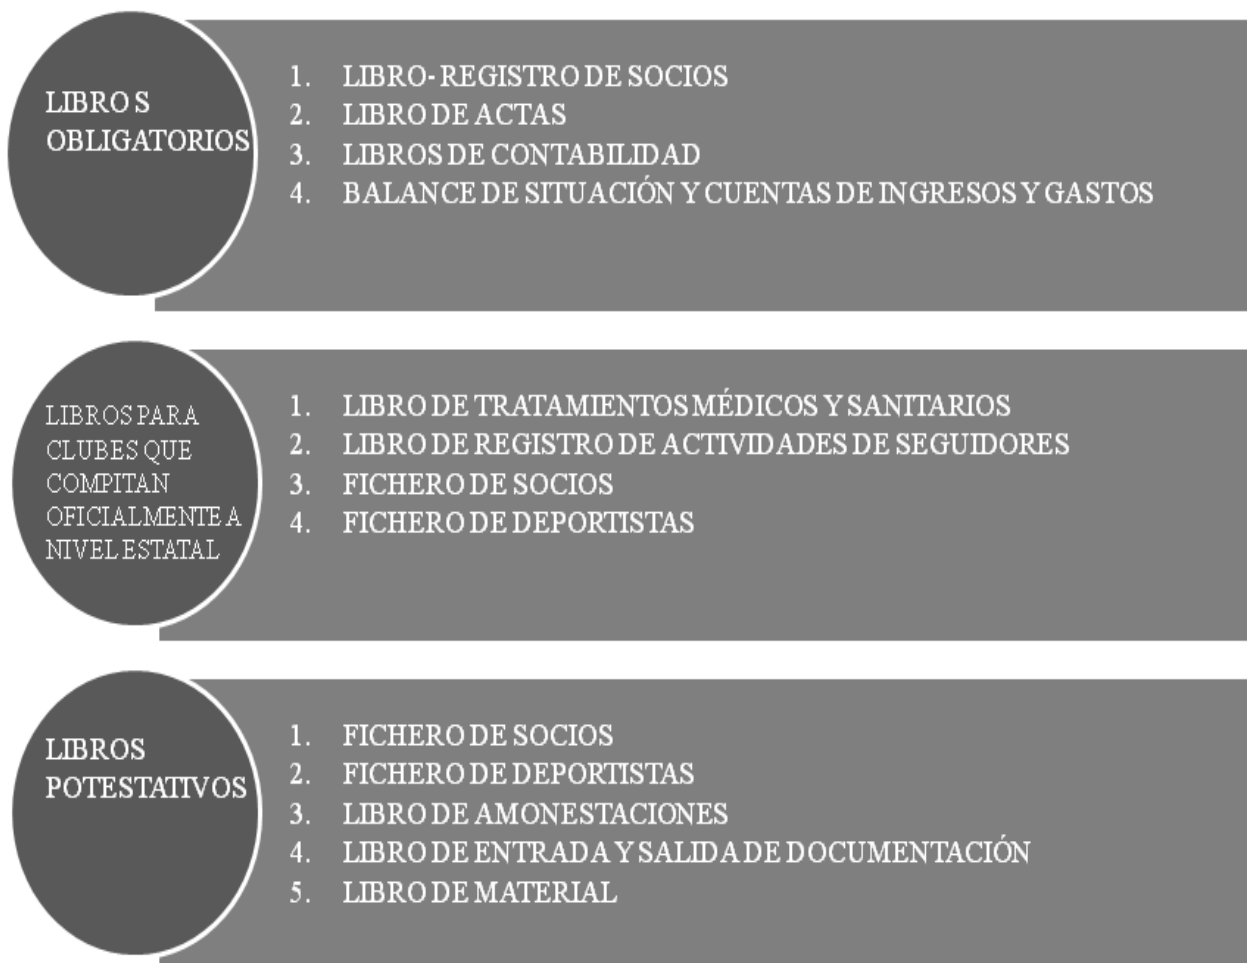 LIBROS
OBLIGATORIOS
1. LIBRO- REGISTRO DE SOCIOS
2. LIBRO DE ACTAS
3. LIBROS DE CONTABILIDAD
4. BALANCE DE SITUACIÓN Y CUENTAS DE INGRESOS Y GASTOS
LIBROS PARA
CLUBES QUE
COMPITAN
OFICIALMENTE A
NIVEL ESTATAL
1. LIBRO DE TRATAMIENTOS MÉDICOS Y SANITARIOS
2. LIBRO DE REGISTRO DE ACTIVIDADES DE SEGUIDORES
3. FICHERO DE SOCIOS
4. FICHERO DE DEPORTISTAS
LIBROS
POTESTATIVOS
1. FICHERO DE SOCIOS
2. FICHERO DE DEPORTISTAS
3. LIBRO DE AMONESTACIONES
4. LIBRO DE ENTRADA Y SALIDA DE DOCUMENTACIÓN
5. LIBRO DE MATERIAL